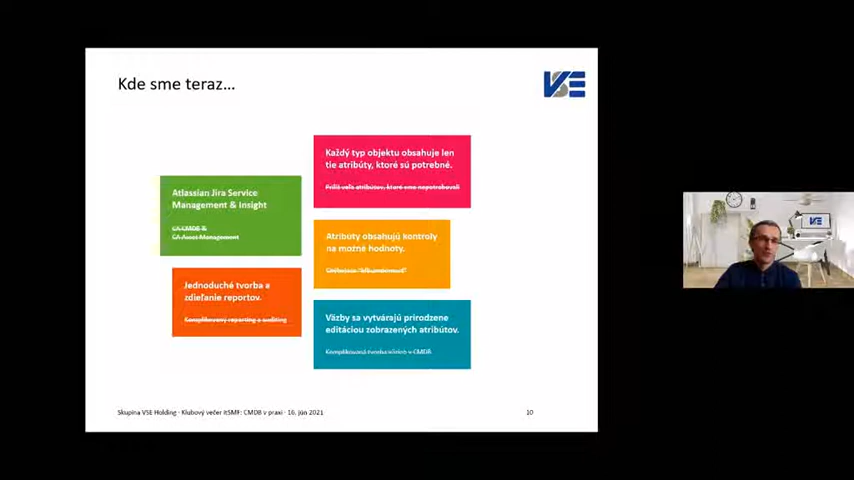 Kde sme teraz...
VSE
Atlassian Jira Service
Management & Insight
CA CMDB &
CA Asset Management
Jednoduché tvorba a
zdieľanie reportov.
Komplikovaný reporting a auditing
Každý typ objektu obsahuje len
tie atribúty, ktoré sú potrebné.
Príliš veľa atribútov, ktoré sme nepotrebovali
Atribúty obsahujú kontroly
na možné hodnoty.
Väzby sa vytvárajú prirodzene
editáciou zobrazených atribútov.
Komplikovaná tvorba väzieb v CMDB
Skupina VSE Holding · Klubový večer itSMF: CMDB v praxi · 16. jún 2021
10
VSE